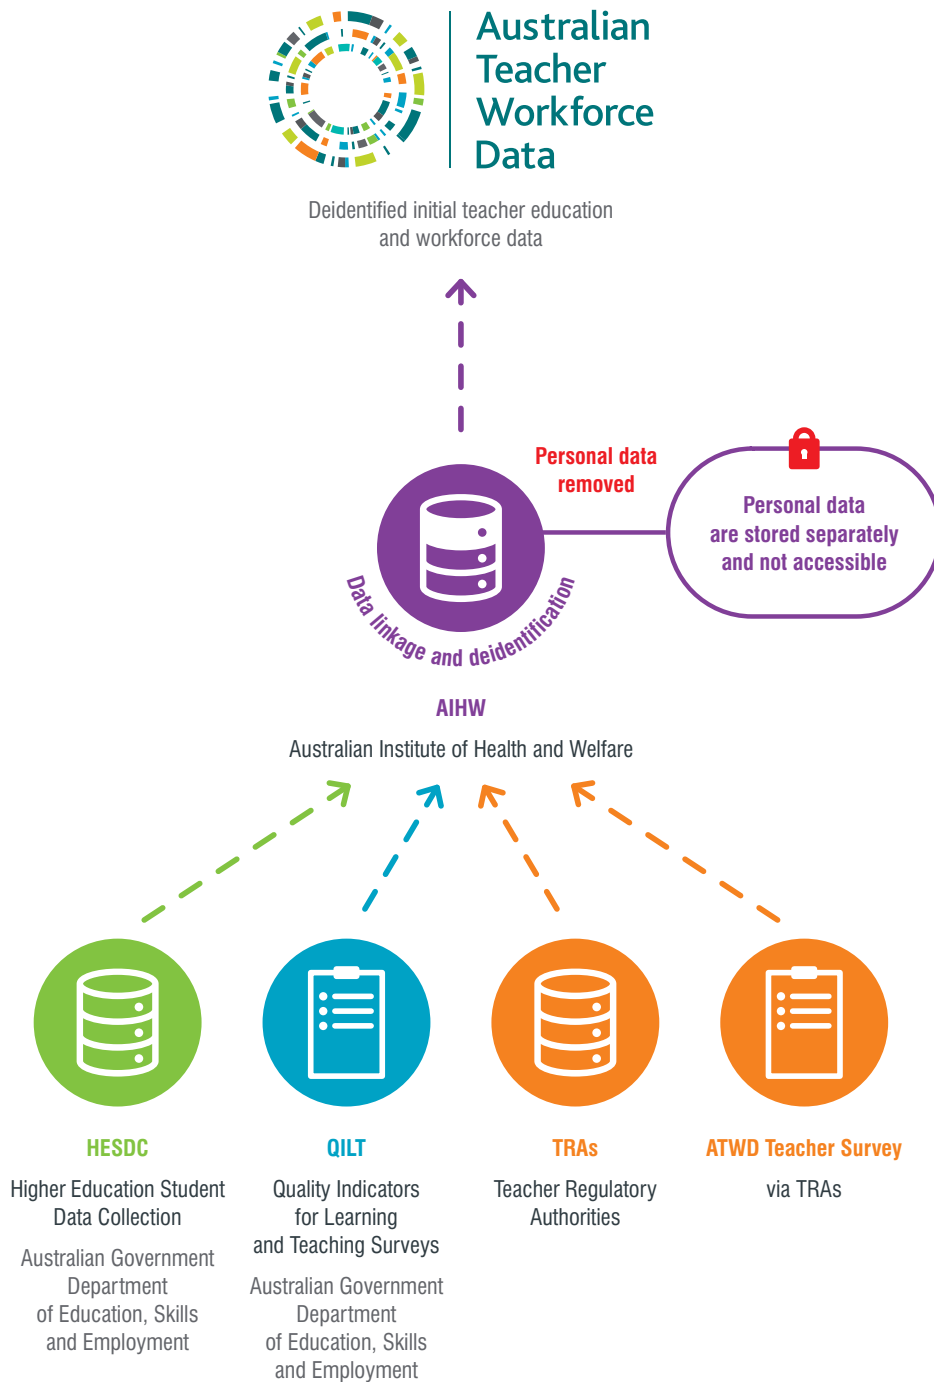 Australian
Teacher
Workforce
Data
Deidentified initial teacher education
and workforce data
Personal data
removed
Personal data
are stored separately
and not accessible
Data linkage and deidentification
AIHW
Australian Institute of Health and Welfare
HESDC
Higher Education Student
Data Collection
Australian Government
Department
of Education, Skills
and Employment
QILT
Quality Indicators
for Learning
and Teaching Surveys
Australian Government
Department
of Education, Skills
and Employment
TRAs
Teacher Regulatory
Authorities
ATWD Teacher Survey
via TRAs